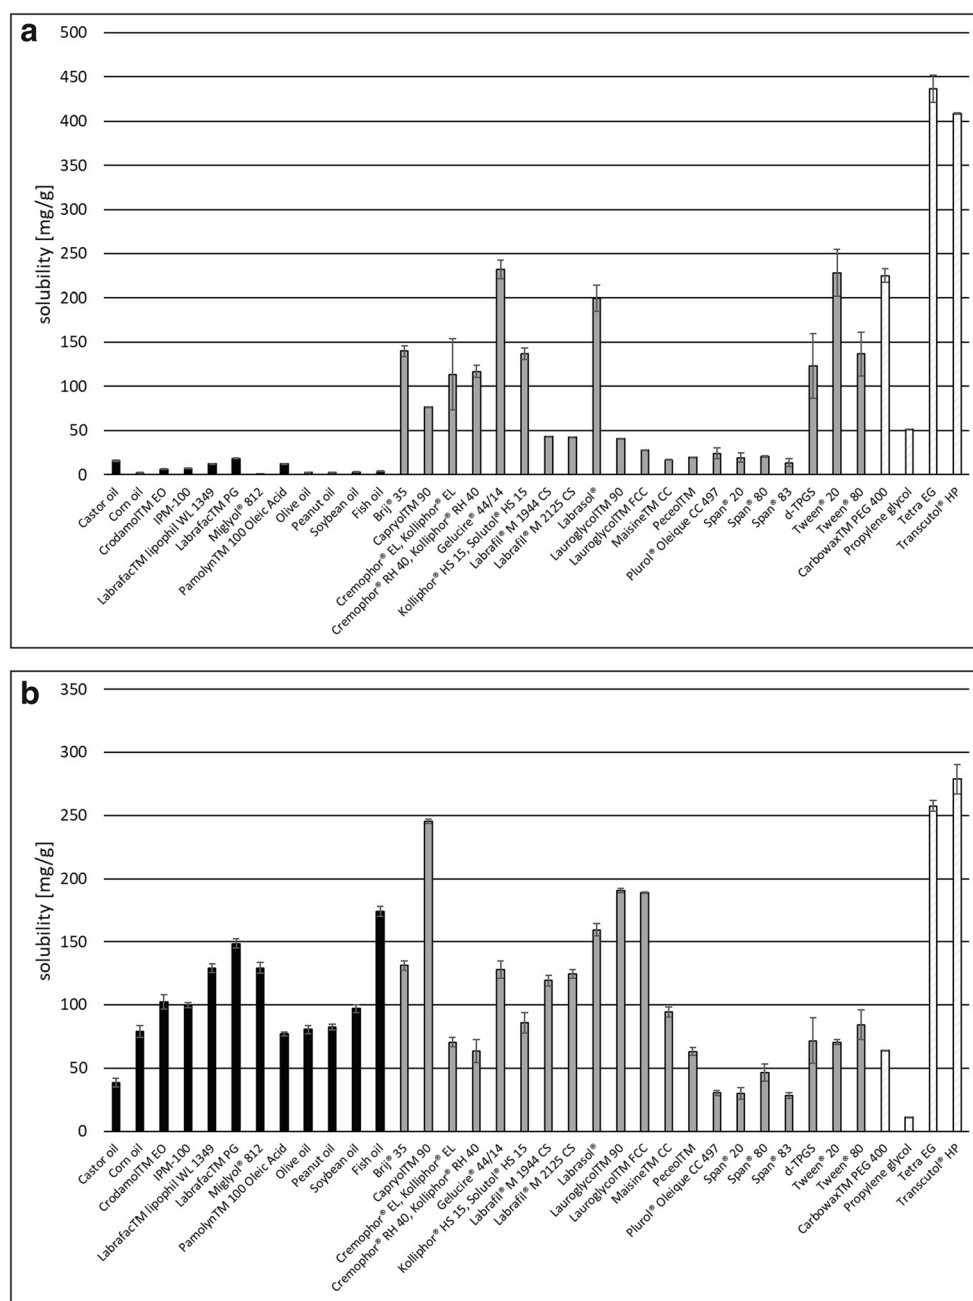 a
500
450
400
350
300
250
200
150
100
50
0
solubility [mg/g]
Castor oil
Corn oil
CrodamolTM EO
IPM-100
LabrafacTM lipophil WL 1349
LabrafacTM PG
Miglyol® 812
PamolynTM 100 Oleic Acid
Olive oil
Peanut oil
Soybean oil
Fish oil
Brij® 35
CapryolTM 90
Cremophor® EL, Kolliphor® EL
Cremophor® RH 40, Kolliphor® RH 40
Gelucire® 44/14
Kolliphor® HS 15, Solutol® HS 15
Labrafil® M 1944 CS
Labrafil® M 2125 CS
Labrasol®
LauroglycolTM 90
LauroglycolTM FCC
MaisineTM CC
PeceolTM
Plurol® Oleique CC 497
Span® 20
Span® 80
Span® 83
d-TPGS
Tween® 20
Tween® 80
CarbowaxTM PEG 400
Propylene glycol
Tetra EG
Transcutol® HP
b
350
300
250
200
150
100
50
0
solubility [mg/g]
Castor oil
Corn oil
CrodamolTM EO
IPM-100
LabrafacTM lipophil WL 1349
LabrafacTM PG
Miglyol® 812
PamolynTM 100 Oleic Acid
Olive oil
Peanut oil
Soybean oil
Fish oil
Brij® 35
CapryolTM 90
Cremophor® EL, Kolliphor® EL
Cremophor® RH 40, Kolliphor® RH 40
Gelucire® 44/14
Kolliphor® HS 15, Solutol® HS 15
Labrafil® M 1944 CS
Labrafil® M 2125 CS
Labrasol®
LauroglycolTM 90
LauroglycolTM FCC
MaisineTM CC
PeceolTM
Plurol® Oleique CC 497
Span® 20
Span® 80
Span® 83
d-TPGS
Tween® 20
Tween® 80
CarbowaxTM PEG 400
Propylene glycol
Tetra EG
Transcutol® HP